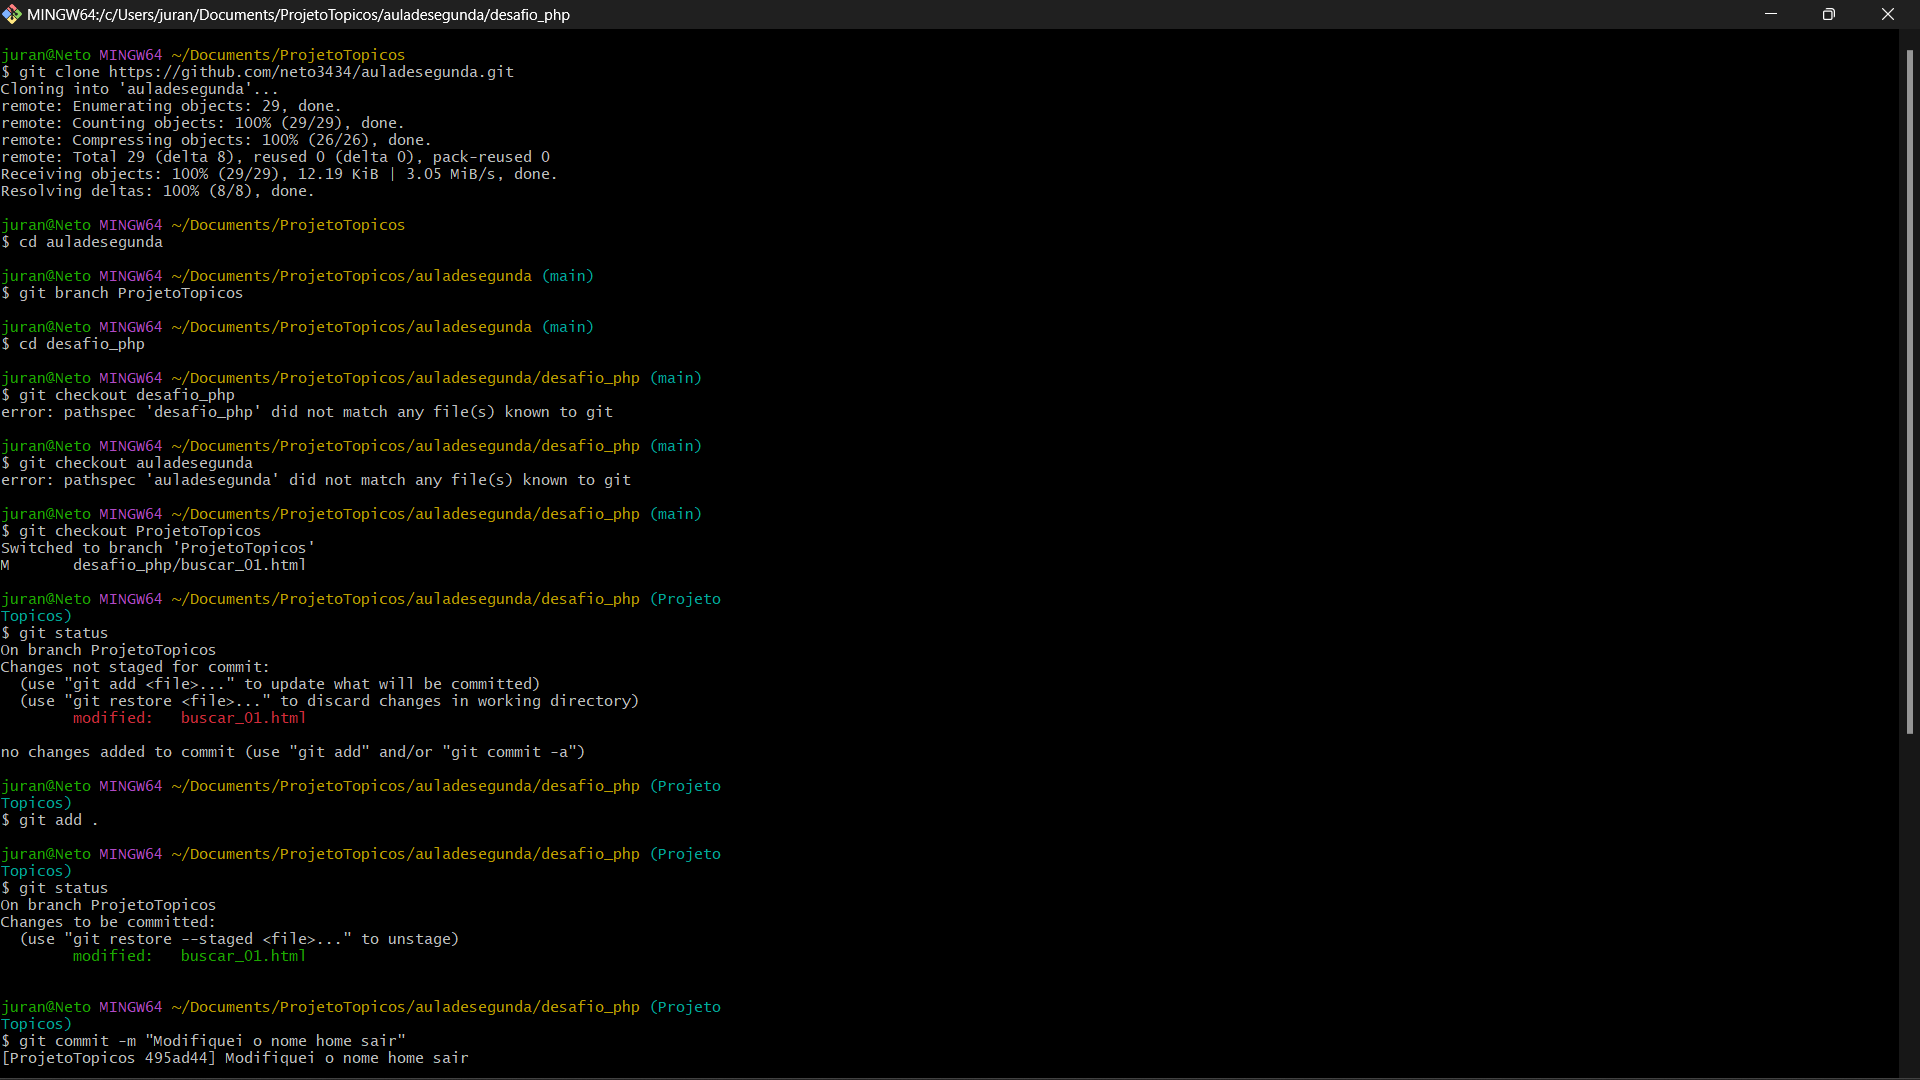 MINGW64:/c/Users/juran/Documents/ProjetoTopicos/auladesegunda/desafio_php
juran@Neto MINGW64 ~/Documents/ProjetoTopicos
$ git clone https://github.com/neto3434/auladesegunda.git
Cloning into 'auladesegunda'...
remote: Enumerating objects: 29, done.
remote: Counting objects: 100% (29/29), done.
remote: Compressing objects: 100% (26/26), done.
remote: Total 29 (delta 8), reused 0 (delta 0), pack-reused 0
Receiving objects: 100% (29/29), 12.19 KiB | 3.05 MiB/s, done.
Resolving deltas: 100% (8/8), done.
juran@Neto MINGW64 ~/Documents/ProjetoTopicos
$ cd auladesegunda
juran@Neto MINGW64 ~/Documents/ProjetoTopicos/auladesegunda (main)
$ git branch ProjetoTopicos
juran@Neto MINGW64 ~/Documents/ProjetoTopicos/auladesegunda (main)
$ cd desafio_php
juran@Neto MINGW64 ~/Documents/ProjetoTopicos/auladesegunda/desafio_php (main)
$ git checkout desafio_php
error: pathspec 'desafio_php' did not match any file(s) known to git
juran@Neto MINGW64 ~/Documents/ProjetoTopicos/auladesegunda/desafio_php (main)
$ git checkout auladesegunda
error: pathspec 'auladesegunda' did not match any file(s) known to git
juran@Neto MINGW64 ~/Documents/ProjetoTopicos/auladesegunda/desafio_php (main)
$ git checkout ProjetoTopicos
Switched to branch 'ProjetoTopicos'
M       desafio_php/buscar_01.html
juran@Neto MINGW64 ~/Documents/ProjetoTopicos/auladesegunda/desafio_php (Projeto
Topicos)
$ git status
On branch ProjetoTopicos
Changes not staged for commit:
  (use "git add <file>..." to update what will be committed)
  (use "git restore <file>..." to discard changes in working directory)
        modified:   buscar_01.html
no changes added to commit (use "git add" and/or "git commit -a")
juran@Neto MINGW64 ~/Documents/ProjetoTopicos/auladesegunda/desafio_php (Projeto
Topicos)
$ git add .
juran@Neto MINGW64 ~/Documents/ProjetoTopicos/auladesegunda/desafio_php (Projeto
Topicos)
$ git status
On branch ProjetoTopicos
Changes to be committed:
  (use "git restore --staged <file>..." to unstage)
        modified:   buscar_01.html
juran@Neto MINGW64 ~/Documents/ProjetoTopicos/auladesegunda/desafio_php (Projeto
Topicos)
$ git commit -m "Modifiquei o nome home sair"
[ProjetoTopicos 495ad44] Modifiquei o nome home sair